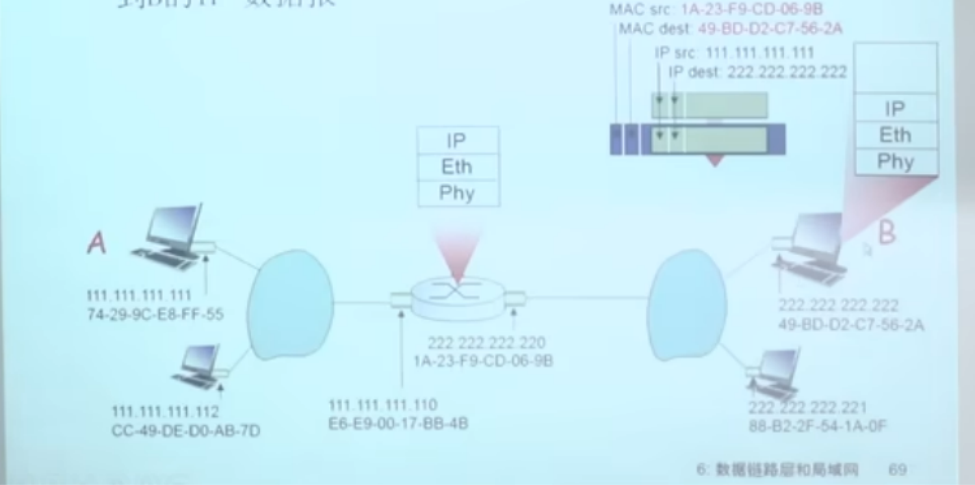 MAC src: 1A-23-F9-CD-06-9B
MAC dest: 49-BD-D2-C7-56-2A
IP src: 111.111.111.111
IP dest: 222.222.222.222
IP
Eth
Phy
IP
Eth
Phy
A
B
111.111.111.111
74-29-9C-E8-FF-55
222.222.222.220
1A-23-F9-CD-06-9B
222.222.222.222
49-BD-D2-C7-56-2A
111.111.111.112
CC-49-DE-D0-AB-7D
111.111.111.110
E6-E9-00-17-BB-4B
222.222.222.221
88-B2-2F-54-1A-0F
6: 数据链路层和局域网 69